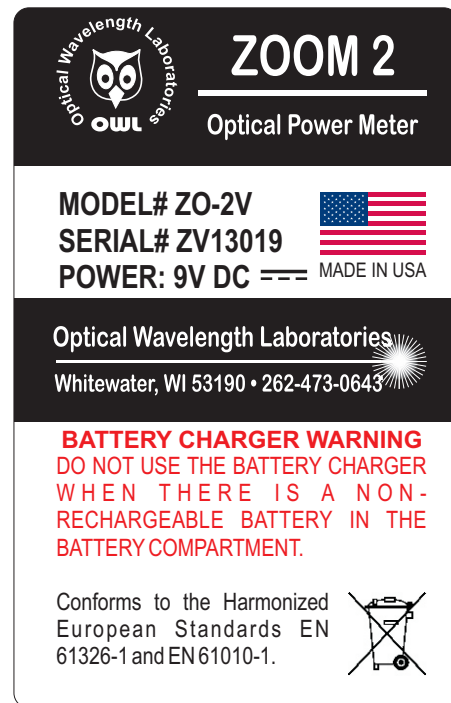 Optical Wavelength Laboratories
OWL
ZOOM 2
Optical Power Meter
MODEL# ZO-2V
SERIAL# ZV13019
POWER: 9V DC
MADE IN USA
Optical Wavelength Laboratories
Whitewater, WI 53190 • 262-473-0643
BATTERY CHARGER WARNING
DO NOT USE THE BATTERY CHARGER
WHEN THERE IS A NON-
RECHARGEABLE BATTERY IN THE
BATTERY COMPARTMENT.
Conforms to the Harmonized
European Standards EN
61326-1 and EN 61010-1.